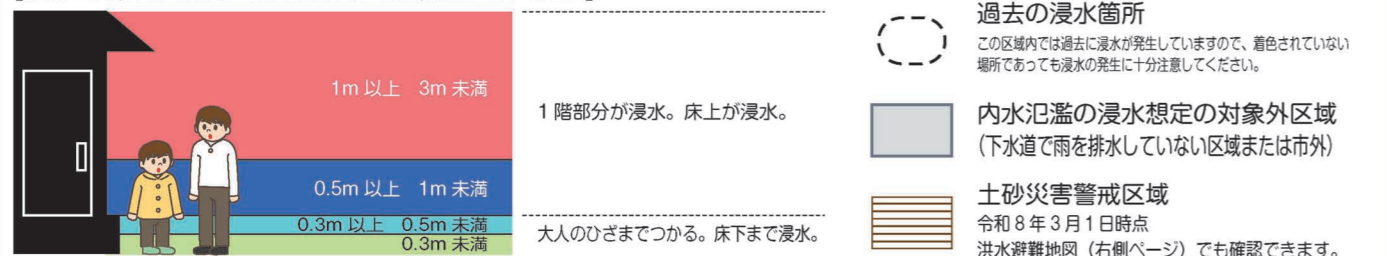 1m 以上　3m 未満
0.5m 以上　1m 未満
0.3m 以上　0.5m 未満
0.3m 未満
1 階部分が浸水。床上が浸水。
大人のひざまでつかる。床下まで浸水。
過去の浸水箇所
この区域内では過去に浸水が発生していますので、着色されていない
場所であっても浸水の発生に十分注意してください。
内水氾濫の浸水想定の対象外区域
(下水道で雨を排水していない区域または市外)
土砂災害警戒区域
令和８年３月１日時点
洪水避難地図（右側ページ）でも確認できます。